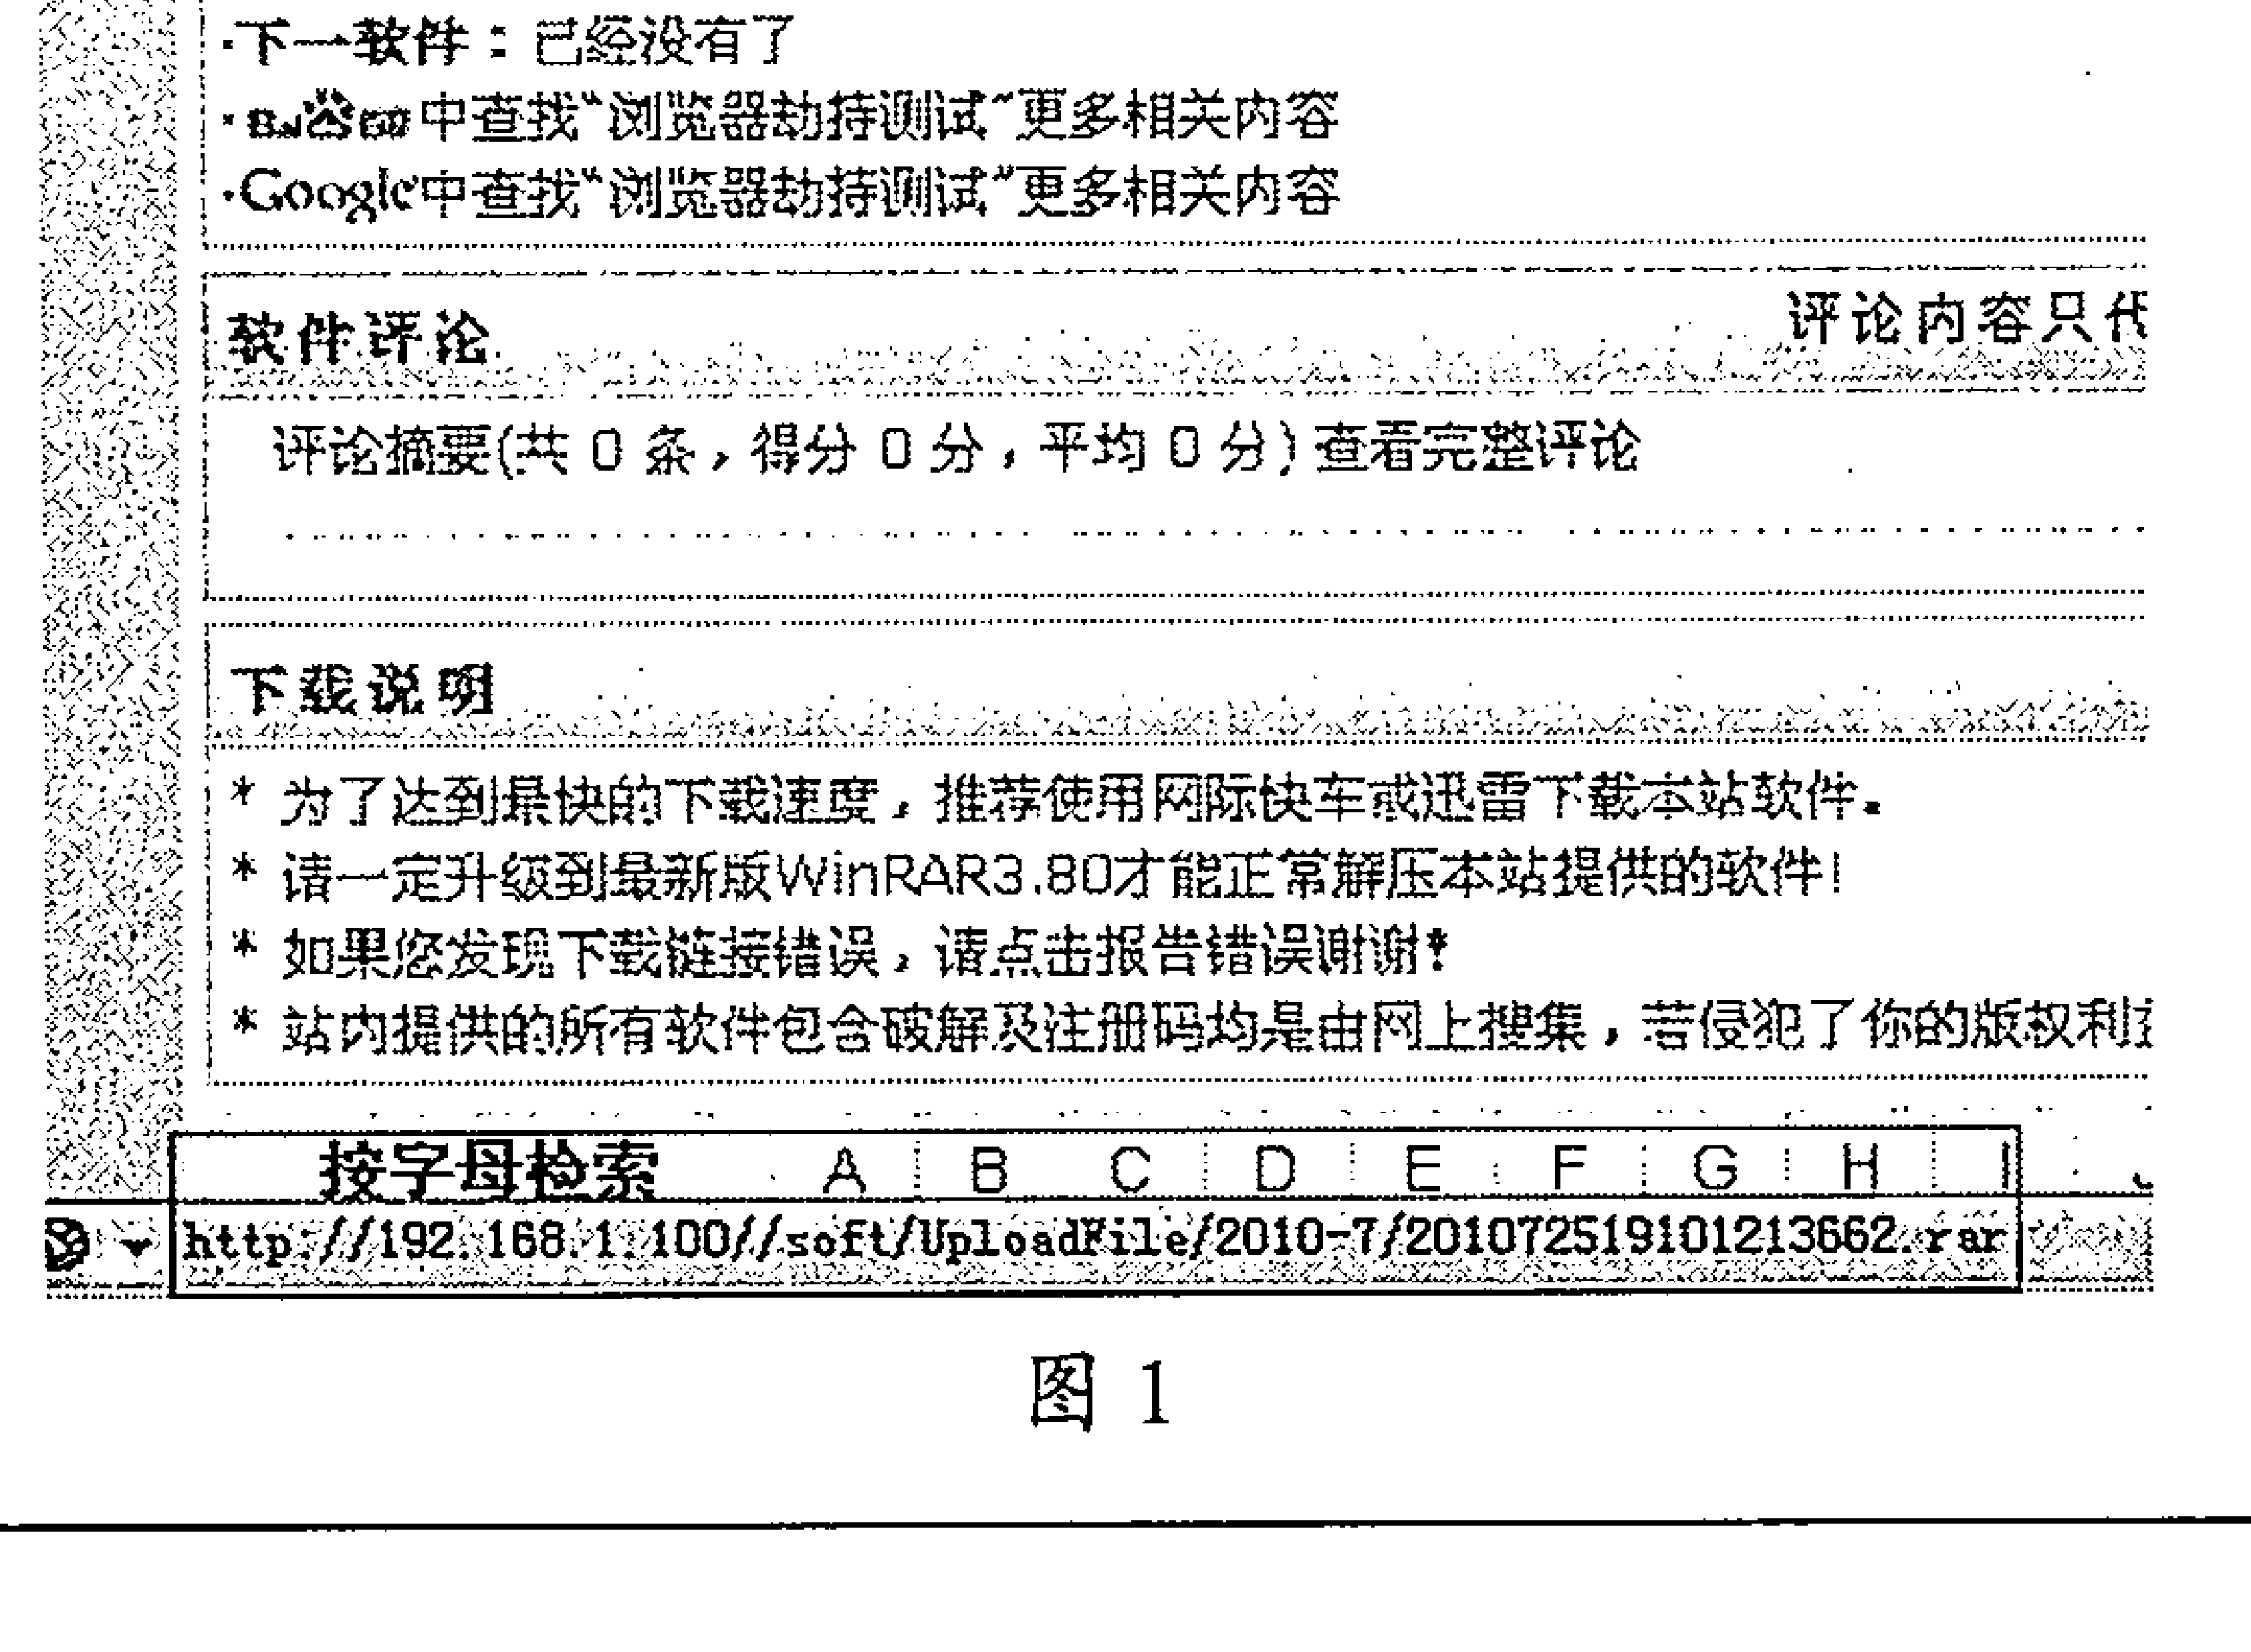 ·下一软件：已经没有了
·Bai百度中查找“浏览器劫持测试”更多相关内容
·Google中查找“浏览器劫持测试”更多相关内容
软件评论 评论内容只代
评论摘要(共 0 条，得分 0 分，平均 0 分) 查看完整评论
下载说明
* 为了达到最快的下载速度，推荐使用网际快车或迅雷下载本站软件。
* 请一定升级到最新版WinRAR3.80才能正常解压本站提供的软件!
* 如果您发现下载链接错误，请点击报告错误谢谢!
* 站内提供的所有软件包含破解及注册码均是由网上搜集，若侵犯了你的版权利
按字母检索 A B C D E F G H I
http://192.168.1.100//soft/UploadFile/2010-7/201072519101213662.rar
图 1